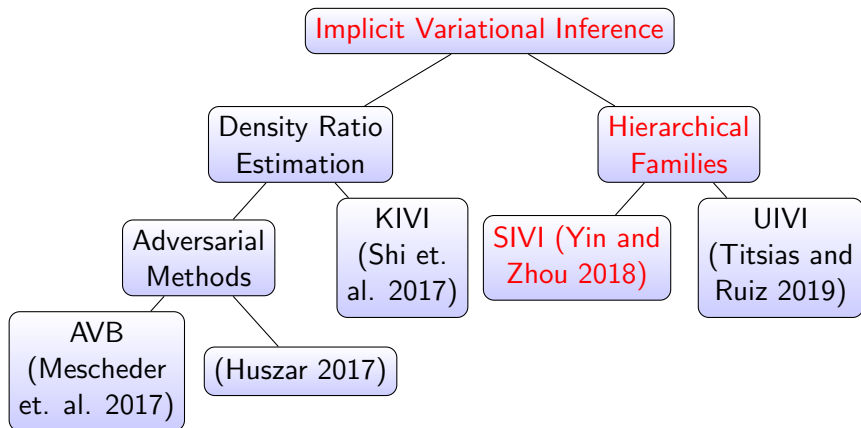 Implicit Variational Inference
Density Ratio
Estimation
Hierarchical
Families
Adversarial
Methods
KIVI
(Shi et.
al. 2017)
SIVI (Yin and
Zhou 2018)
UIVI
(Titsias and
Ruiz 2019)
AVB
(Mescheder
et. al. 2017)
(Huszar 2017)